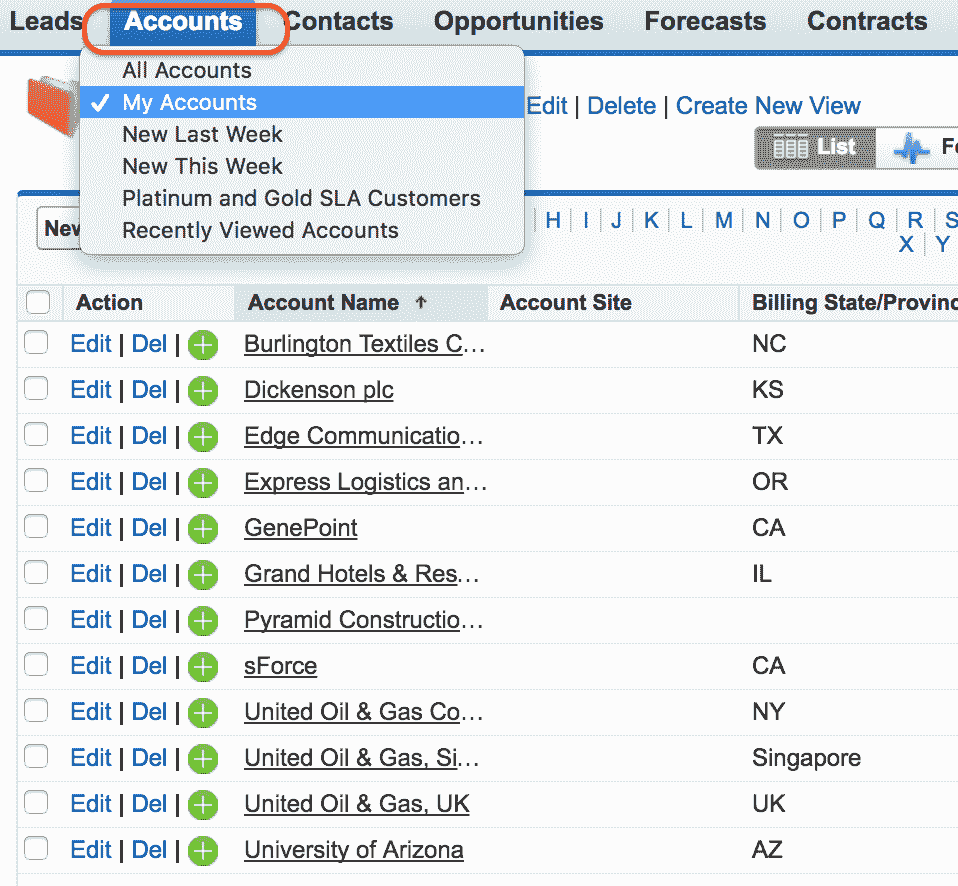 Leads Accounts Contacts Opportunities Forecasts Contracts
All Accounts
✓ My Accounts
Edit | Delete | Create New View
New Last Week
List
New This Week
Platinum and Gold SLA Customers
H | I | J | K | L | M | N | O | P | Q | R | S
Recently Viewed Accounts
X | Y
Action Account Name ↑ Account Site Billing State/Provinc
Edit | Del | Burlington Textiles C... NC
Edit | Del | Dickenson plc KS
Edit | Del | Edge Communicatio... TX
Edit | Del | Express Logistics an... OR
Edit | Del | GenePoint CA
Edit | Del | Grand Hotels & Res... IL
Edit | Del | Pyramid Constructio...
Edit | Del | sForce CA
Edit | Del | United Oil & Gas Co... NY
Edit | Del | United Oil & Gas, Si... Singapore
Edit | Del | United Oil & Gas, UK UK
Edit | Del | University of Arizona AZ